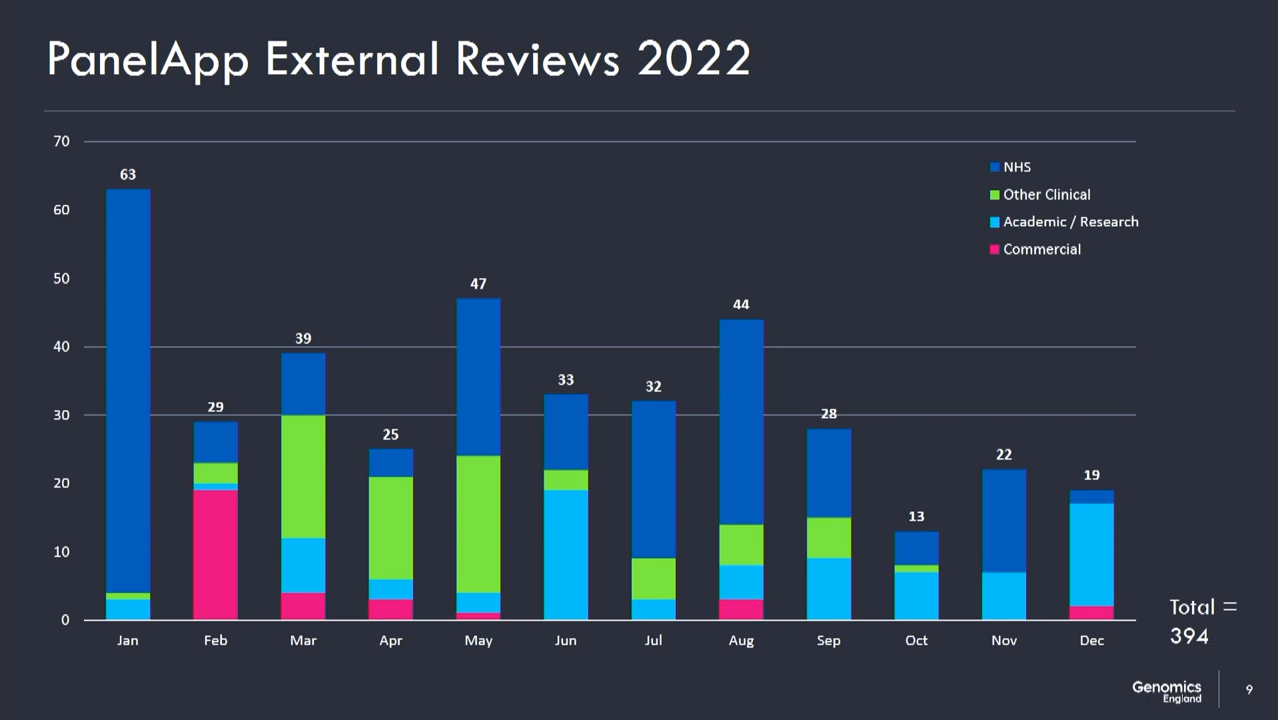 PanelApp External Reviews 2022
70
60
50
40
30
20
10
0
63
29
39
25
47
33
32
44
28
13
22
19
NHS
Other Clinical
Academic / Research
Commercial
Jan Feb Mar Apr May Jun Jul Aug Sep Oct Nov Dec
Total =
394
Genomics
England
9